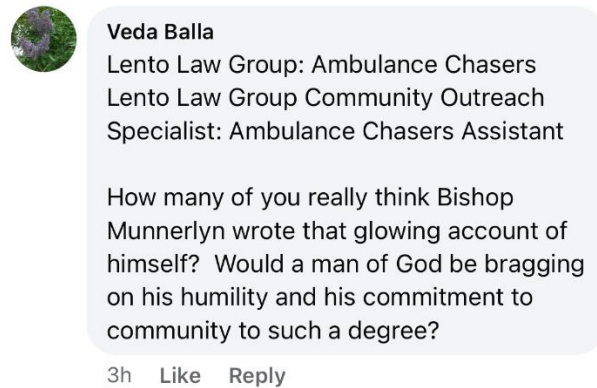 Veda Balla
Lento Law Group: Ambulance Chasers
Lento Law Group Community Outreach
Specialist: Ambulance Chasers Assistant
How many of you really think Bishop
Munnerlyn wrote that glowing account of
himself?  Would a man of God be bragging
on his humility and his commitment to
community to such a degree?
3h Like Reply